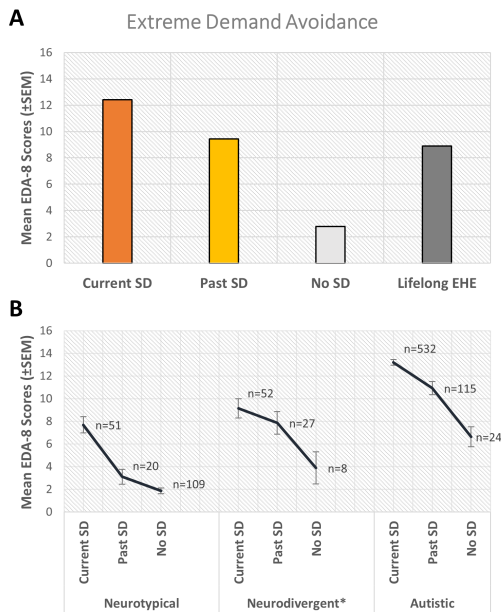 A
Extreme Demand Avoidance
Mean EDA-8 Scores (±SEM)
16
14
12
10
8
6
4
2
0
Current SD
Past SD
No SD
Lifelong EHE
B
Mean EDA-8 Scores (±SEM)
16
14
12
10
8
6
4
2
0
n=51
n=20
n=109
n=52
n=27
n=8
n=532
n=115
n=24
Current SD
Past SD
No SD
Current SD
Past SD
No SD
Current SD
Past SD
No SD
Neurotypical
Neurodivergent*
Autistic